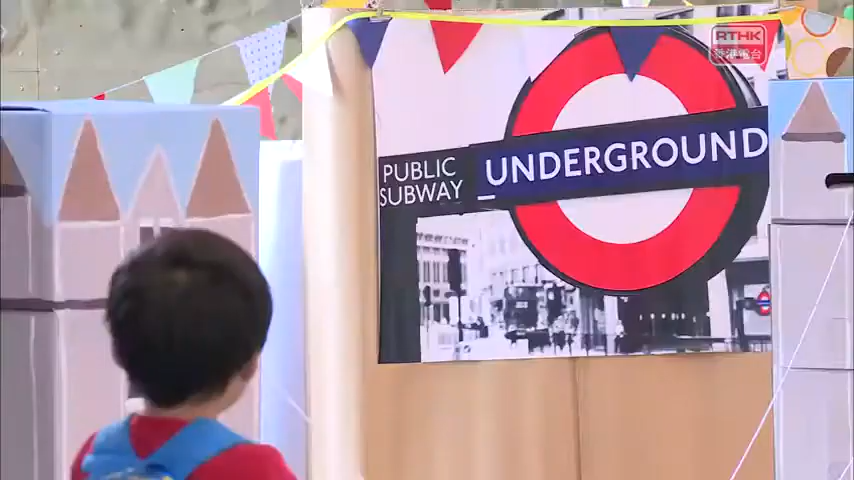 RTHK
香港電台
PUBLIC
SUBWAY
UNDERGROUND